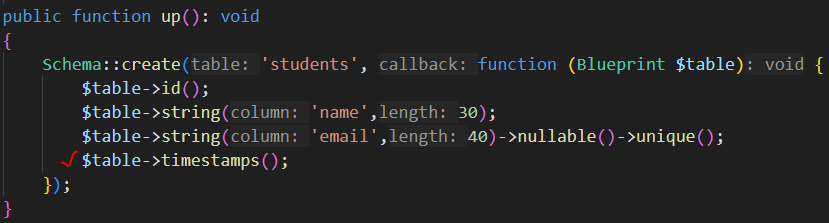 public function up(): void
{
Schema::create(table: 'students', callback: function (Blueprint $table): void {
$table->id();
$table->string(column: 'name',length: 30);
$table->string(column: 'email',length: 40)->nullable()->unique();
$table->timestamps();
});
}